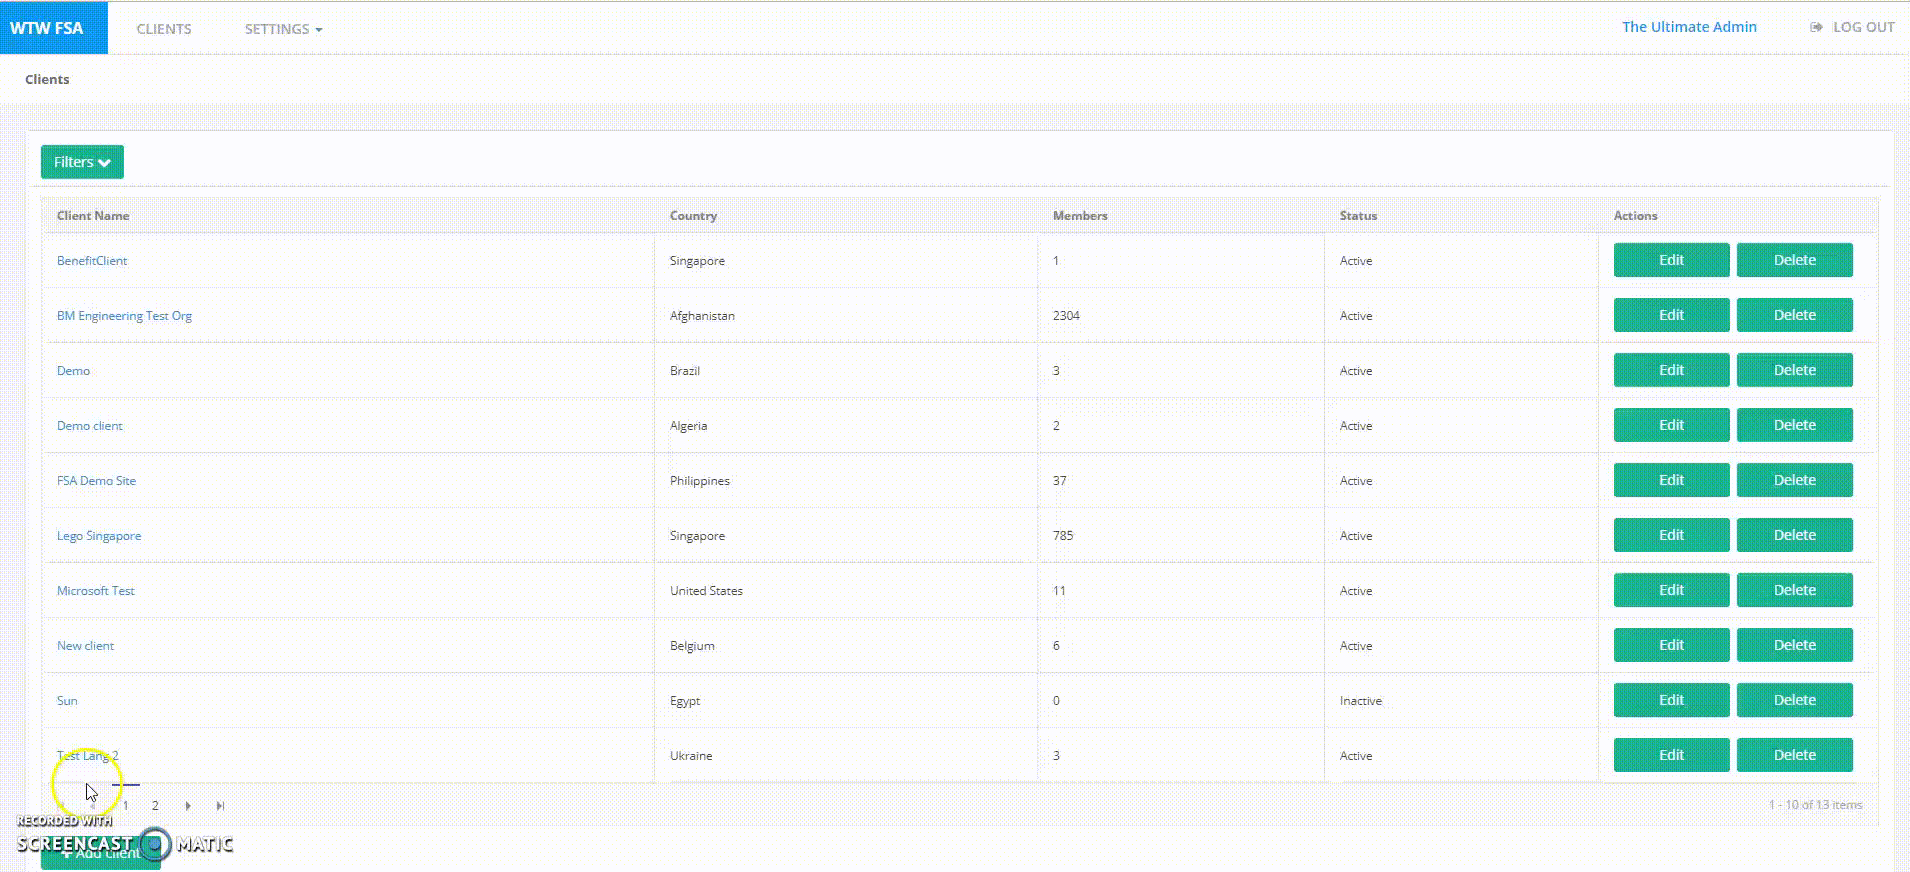 WTW FSA CLIENTS SETTINGS The Ultimate Admin LOG OUT
Clients
Filters
Client Name Country Members Status Actions
BenefitClient Singapore 1 Active Edit Delete
BM Engineering Test Org Afghanistan 2304 Active Edit Delete
Demo Brazil 3 Active Edit Delete
Demo client Algeria 2 Active Edit Delete
FSA Demo Site Philippines 37 Active Edit Delete
Lego Singapore Singapore 785 Active Edit Delete
Microsoft Test United States 11 Active Edit Delete
New client Belgium 6 Active Edit Delete
Sun Egypt 0 Inactive Edit Delete
Test Lang 2 Ukraine 3 Active Edit Delete
1 2 1 - 10 of 13 items
RECORDED WITH
SCREENCAST MATIC
+ Add client